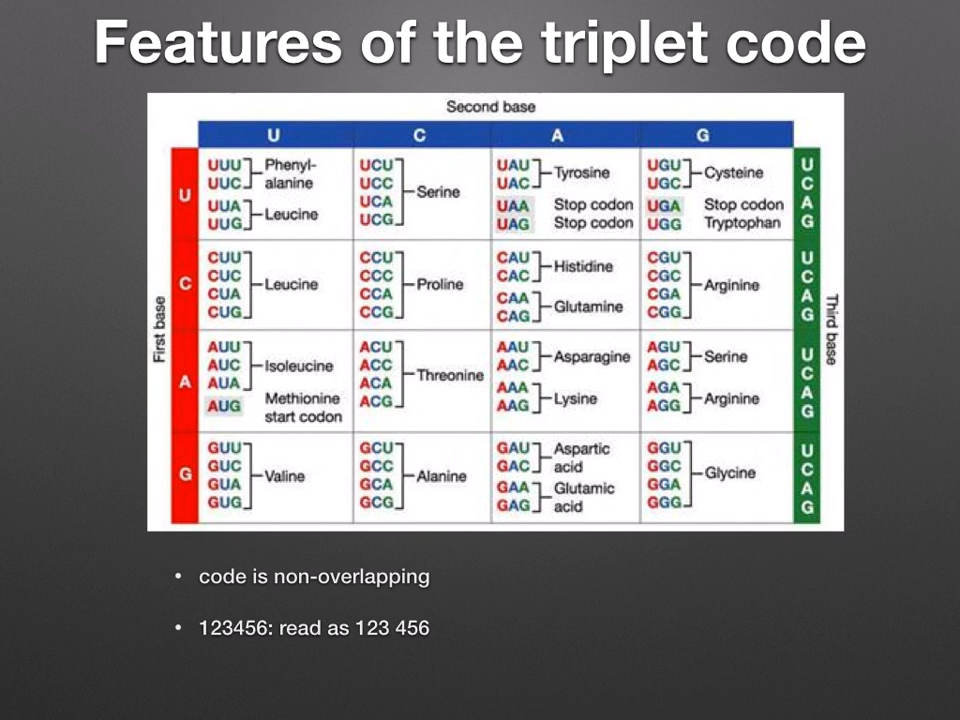 Features of the triplet code
Second base
U C A G
First base
Third base
U
UUU Phenyl-
UUC alanine
UUA Leucine
UUG
UCU
UCC Serine
UCA
UCG
UAU Tyrosine
UAC
UAA Stop codon
UAG Stop codon
UGU Cysteine
UGC
UGA Stop codon
UGG Tryptophan
U
C
A
G
C
CUU
CUC Leucine
CUA
CUG
CCU
CCC Proline
CCA
CCG
CAU Histidine
CAC
CAA Glutamine
CAG
CGU
CGC Arginine
CGA
CGG
U
C
A
G
A
AUU
AUC Isoleucine
AUA
AUG Methionine
start codon
ACU
ACC Threonine
ACA
ACG
AAU Asparagine
AAC
AAA Lysine
AAG
AGU Serine
AGC
AGA Arginine
AGG
U
C
A
G
G
GUU
GUC Valine
GUA
GUG
GCU
GCC Alanine
GCA
GCG
GAU Aspartic
GAC acid
GAA Glutamic
GAG acid
GGU
GGC Glycine
GGA
GGG
U
C
A
G
• code is non-overlapping
• 123456: read as 123 456